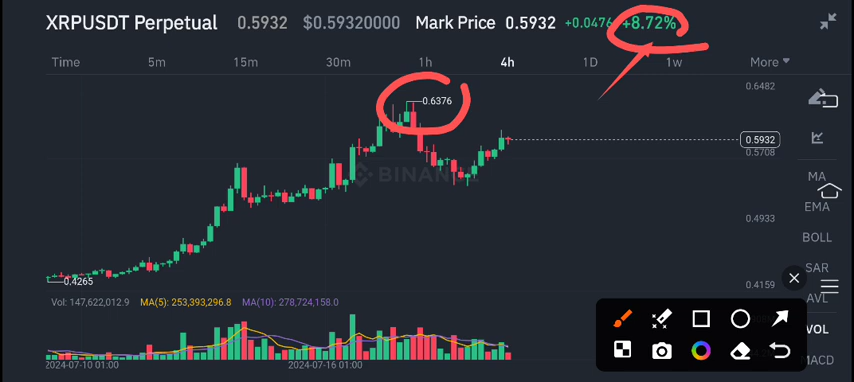 XRPUSDT Perpetual 0.5932 $0.59320000 Mark Price 0.5932 +0.0476 +8.72%
Time 5m 15m 30m 1h 4h 1D 1w More
0.6482
0.6376
0.5932
0.5708
BINAN
MA
EMA
0.4933
BOLL
SAR
0.4265
0.4159
AVL
Vol: 147,622,012.9 MA(5): 253,393,296.8 MA(10): 278,724,158.0
VOL
MACD
2024-07-10 01:00 2024-07-16 01:00